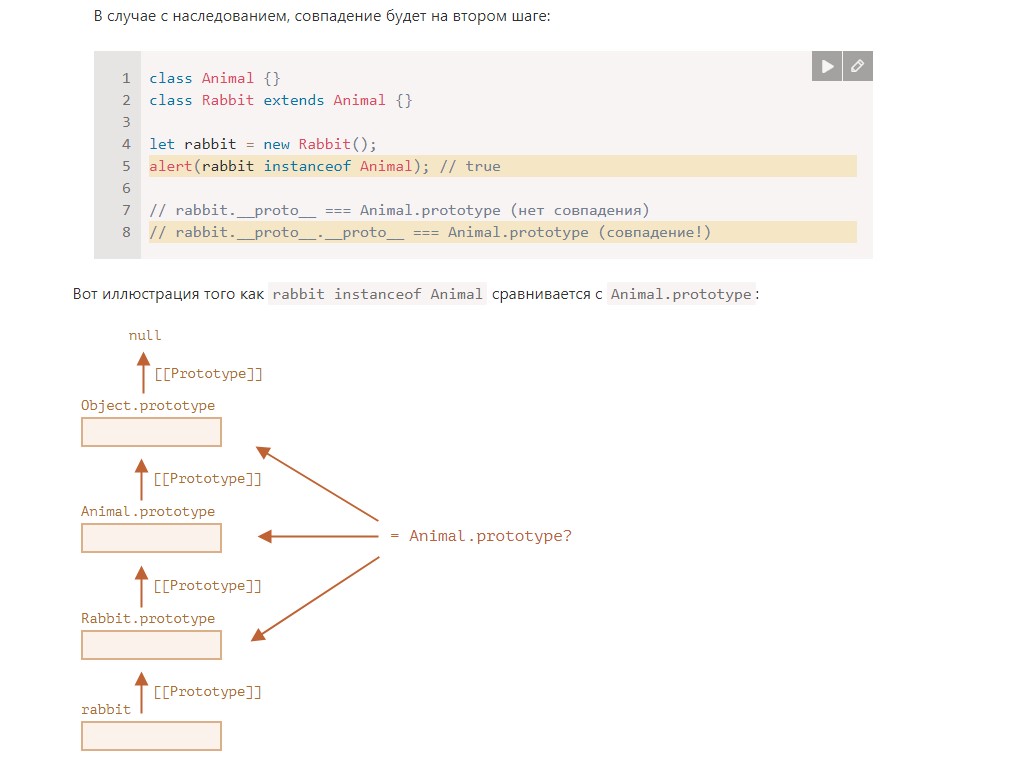 В случае с наследованием, совпадение будет на втором шаге:
1 class Animal {}
2 class Rabbit extends Animal {}
3
4 let rabbit = new Rabbit();
5 alert(rabbit instanceof Animal); // true
6
7 // rabbit.__proto__ === Animal.prototype (нет совпадения)
8 // rabbit.__proto__.__proto__ === Animal.prototype (совпадение!)
Вот иллюстрация того как rabbit instanceof Animal сравнивается с Animal.prototype:
null
[[Prototype]]
Object.prototype
[[Prototype]]
Animal.prototype
= Animal.prototype?
[[Prototype]]
Rabbit.prototype
[[Prototype]]
rabbit